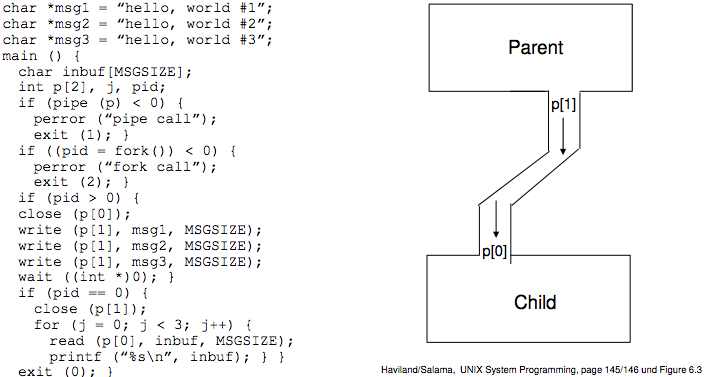 char *msg1 = “hello, world #1”;
char *msg2 = “hello, world #2”;
char *msg3 = “hello, world #3”;
main () {
  char inbuf[MSGSIZE];
  int p[2], j, pid;
  if (pipe (p) < 0) {
    perror (“pipe call”);
    exit (1); }
  if ((pid = fork()) < 0) {
    perror (“fork call”);
    exit (2); }
  if (pid > 0) {
  close (p[0]);
  write (p[1], msg1, MSGSIZE);
  write (p[1], msg2, MSGSIZE);
  write (p[1], msg3, MSGSIZE);
  wait ((int *)0); }
  if (pid == 0) {
    close (p[1]);
    for (j = 0; j < 3; j++) {
      read (p[0], inbuf, MSGSIZE);
      printf (“%s\n”, inbuf); } }
  exit (0); }
Parent
p[1]
p[0]
Child
Haviland/Salama, UNIX System Programming, page 145/146 und Figure 6.3